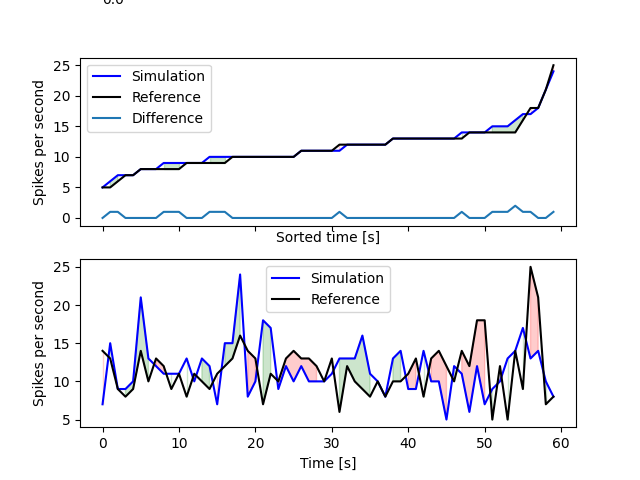 0.0
25
20
15
10
5
0
Spikes per second
Simulation
Reference
Difference
Sorted time [s]
25
20
15
10
5
Spikes per second
Simulation
Reference
0 10 20 30 40 50 60
Time [s]